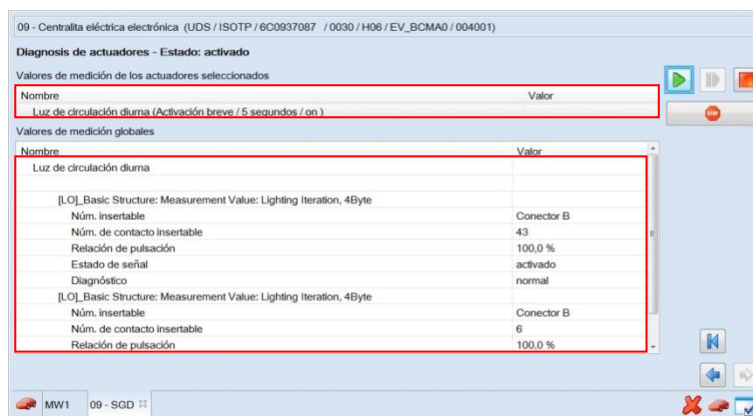 09 - Centralita eléctrica electrónica (UDS / ISOTP / 6C0937087 / 0030 / H06 / EV_BCMA0 / 004001)
Diagnosis de actuadores - Estado: activado
Valores de medición de los actuadores seleccionados
Nombre Valor
Luz de circulación diurna (Activación breve / 5 segundos / on )
STOP
Valores de medición globales
Nombre Valor
Luz de circulación diurna
[LO]_Basic Structure: Measurement Value: Lighting Iteration, 4Byte
Núm. insertable Conector B
Núm. de contacto insertable 43
Relación de pulsación 100,0 %
Estado de señal activado
Diagnóstico normal
[LO]_Basic Structure: Measurement Value: Lighting Iteration, 4Byte
Núm. insertable Conector B
Núm. de contacto insertable 6
Relación de pulsación 100,0 %
MW1 09 - SGD